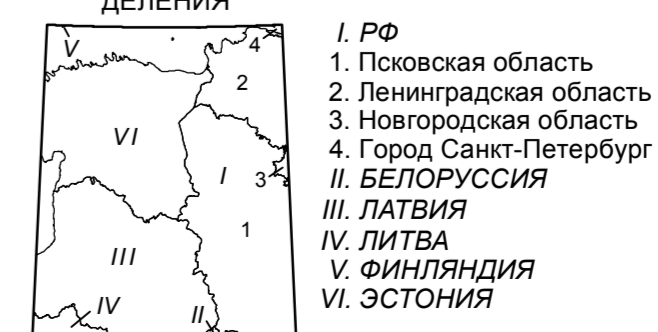 ДЕЛЕНИЯ
V
4
2
VI
I
3
1
III
IV
II
I. РФ
1. Псковская область
2. Ленинградская область
3. Новгородская область
4. Город Санкт-Петербург
II. БЕЛОРУССИЯ
III. ЛАТВИЯ
IV. ЛИТВА
V. ФИНЛЯНДИЯ
VI. ЭСТОНИЯ